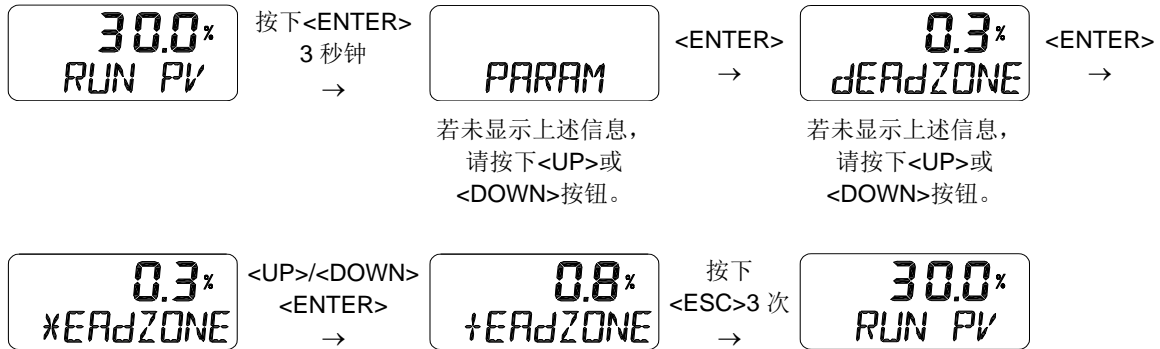 30.0%
RUN PV
按下<ENTER>
3 秒钟
→
PARAM
<ENTER>
→
0.3%
dEAdZONE
<ENTER>
→
若未显示上述信息，
请按下<UP>或
<DOWN>按钮。
若未显示上述信息，
请按下<UP>或
<DOWN>按钮。
0.3%
*EAdZONE
<UP>/<DOWN>
<ENTER>
→
0.8%
+EAdZONE
按下
<ESC>3 次
→
30.0%
RUN PV